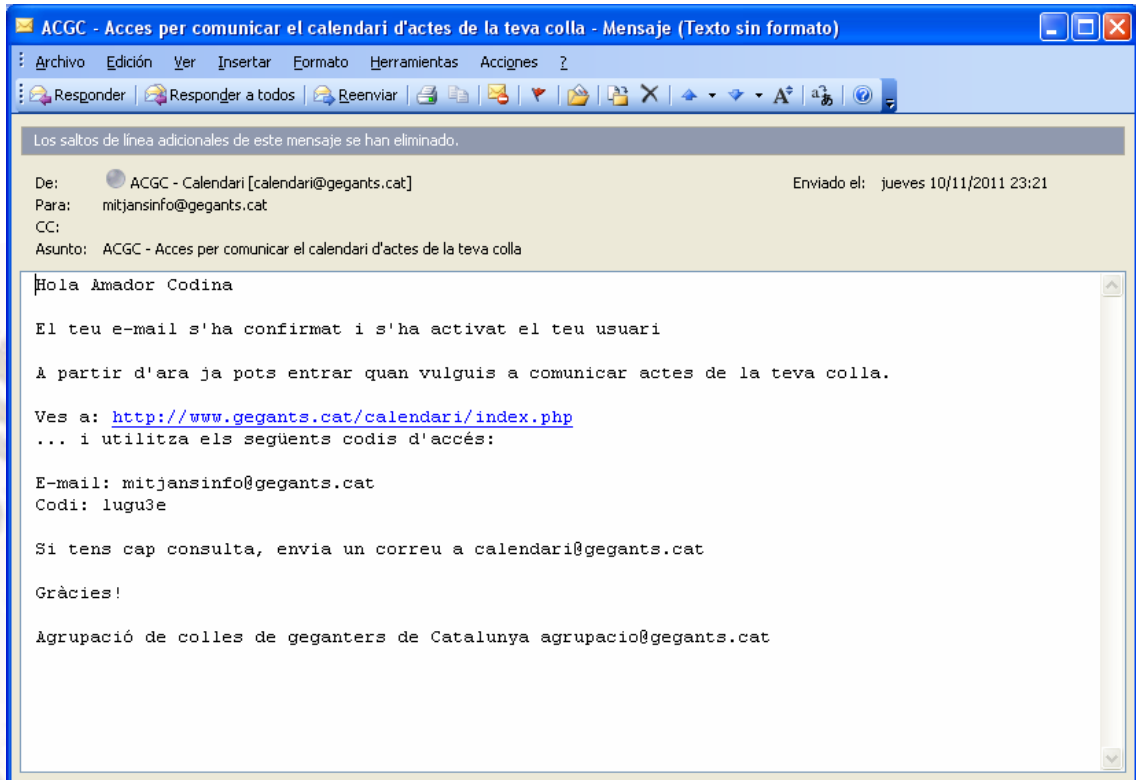 ACGC - Acces per comunicar el calendari d'actes de la teva colla - Mensaje (Texto sin formato)
Archivo Edición Ver Insertar Formato Herramientas Acciones ?
Responder Responder a todos Reenviar
Los saltos de línea adicionales de este mensaje se han eliminado.
De: ACGC - Calendari [calendari@gegants.cat] Enviado el: jueves 10/11/2011 23:21
Para: mitjansinfo@gegants.cat
CC:
Asunto: ACGC - Acces per comunicar el calendari d'actes de la teva colla
Hola Amador Codina
El teu e-mail s'ha confirmat i s'ha activat el teu usuari
A partir d'ara ja pots entrar quan vulguis a comunicar actes de la teva colla.
Ves a: http://www.gegants.cat/calendari/index.php
... i utilitza els següents codis d'accés:
E-mail: mitjansinfo@gegants.cat
Codi: lugu3e
Si tens cap consulta, envia un correu a calendari@gegants.cat
Gràcies!
Agrupació de colles de geganters de Catalunya agrupacio@gegants.cat